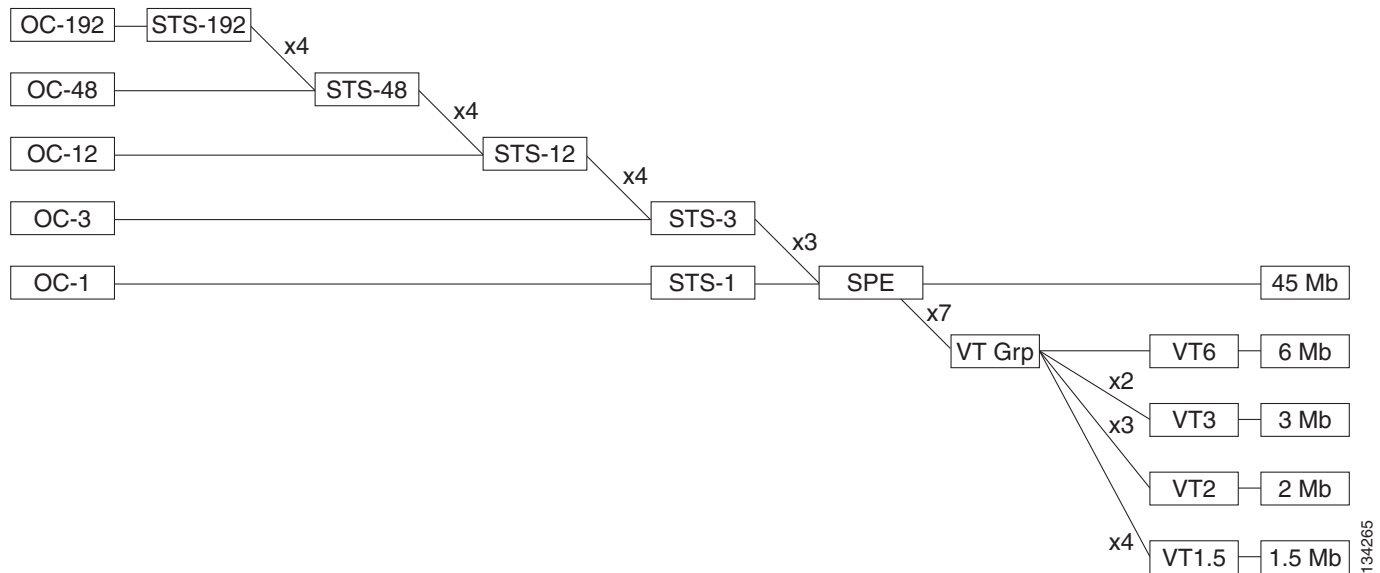 OC-192 STS-192
x4
OC-48 STS-48
x4
OC-12 STS-12
x4
OC-3 STS-3
x3
OC-1 STS-1 SPE 45 Mb
x7
VT Grp VT6 6 Mb
x2
VT3 3 Mb
x3
VT2 2 Mb
x4
VT1.5 1.5 Mb
134265